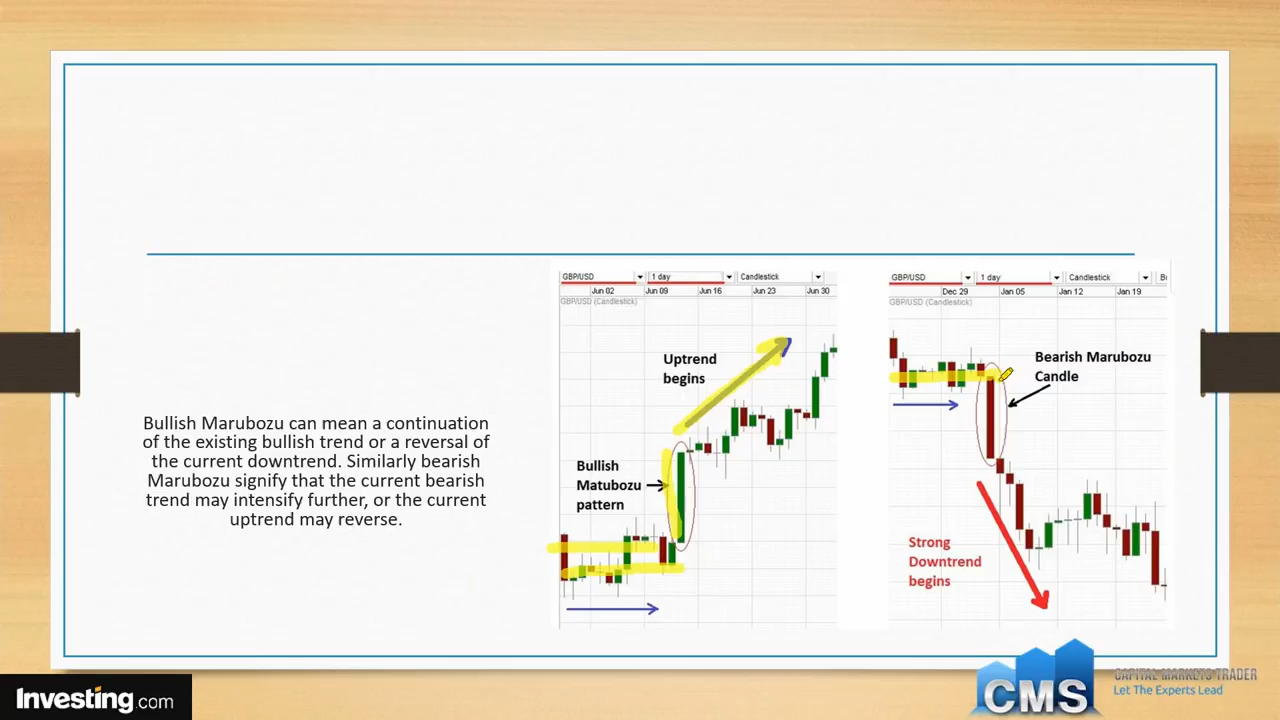 Bullish Marubozu can mean a continuation
of the existing bullish trend or a reversal of
the current downtrend. Similarly bearish
Marubozu signify that the current bearish
trend may intensify further, or the current
uptrend may reverse.
GBP/USD 1 day Candlestick
Jun 02 Jun 09 Jun 16 Jun 23 Jun 30
GBP/USD (Candlestick)
Uptrend
begins
Bullish
Matubozu
pattern
GBP/USD 1 day Candlestick
Dec 29 Jan 05 Jan 12 Jan 19
GBP/USD (Candlestick)
Bearish Marubozu
Candle
Strong
Downtrend
begins
Investing.com
CMS
CAPITAL MARKETS TRADER
Let The Experts Lead